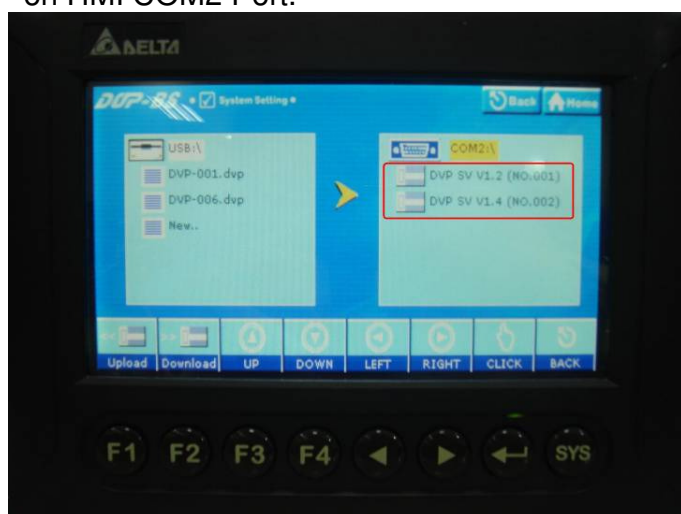 on HMI COM2 Port.
DELTA
System Setting
Back
Home
USB:\
DVP-001.dvp
DVP-006.dvp
New..
COM2:\
DVP SV V1.2 (NO.001)
DVP SV V1.4 (NO.002)
<< >>
Upload Download UP DOWN LEFT RIGHT CLICK BACK
F1 F2 F3 F4 SYS